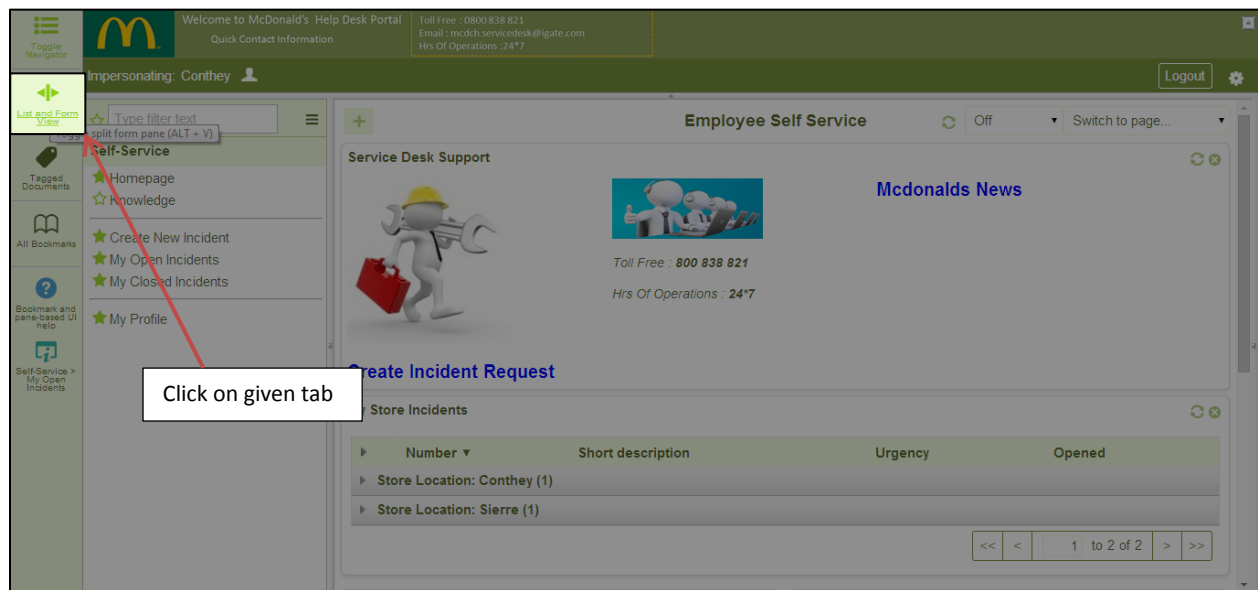 Toggle
Navigator
Welcome to McDonald's Help Desk Portal
Quick Contact Information
Toll Free : 0800 838 821
Email : mcdch.servicedesk@igate.com
Hrs Of Operations :24*7
Impersonating: Conthey
Logout
List and Form
View
Type filter text
split form pane (ALT + V)
Employee Self Service
Off
Switch to page...
Self-Service
Homepage
Knowledge
Create New Incident
My Open Incidents
My Closed Incidents
My Profile
Tagged
Documents
All Bookmarks
Bookmark and
pane-based UI
help
Self-Service >
My Open
Incidents
Click on given tab
Service Desk Support
Toll Free : 800 838 821
Hrs Of Operations : 24*7
Mcdonalds News
Create Incident Request
Store Incidents
Number ▼ Short description Urgency Opened
Store Location: Conthey (1)
Store Location: Sierre (1)
<< < 1 to 2 of 2 > >>